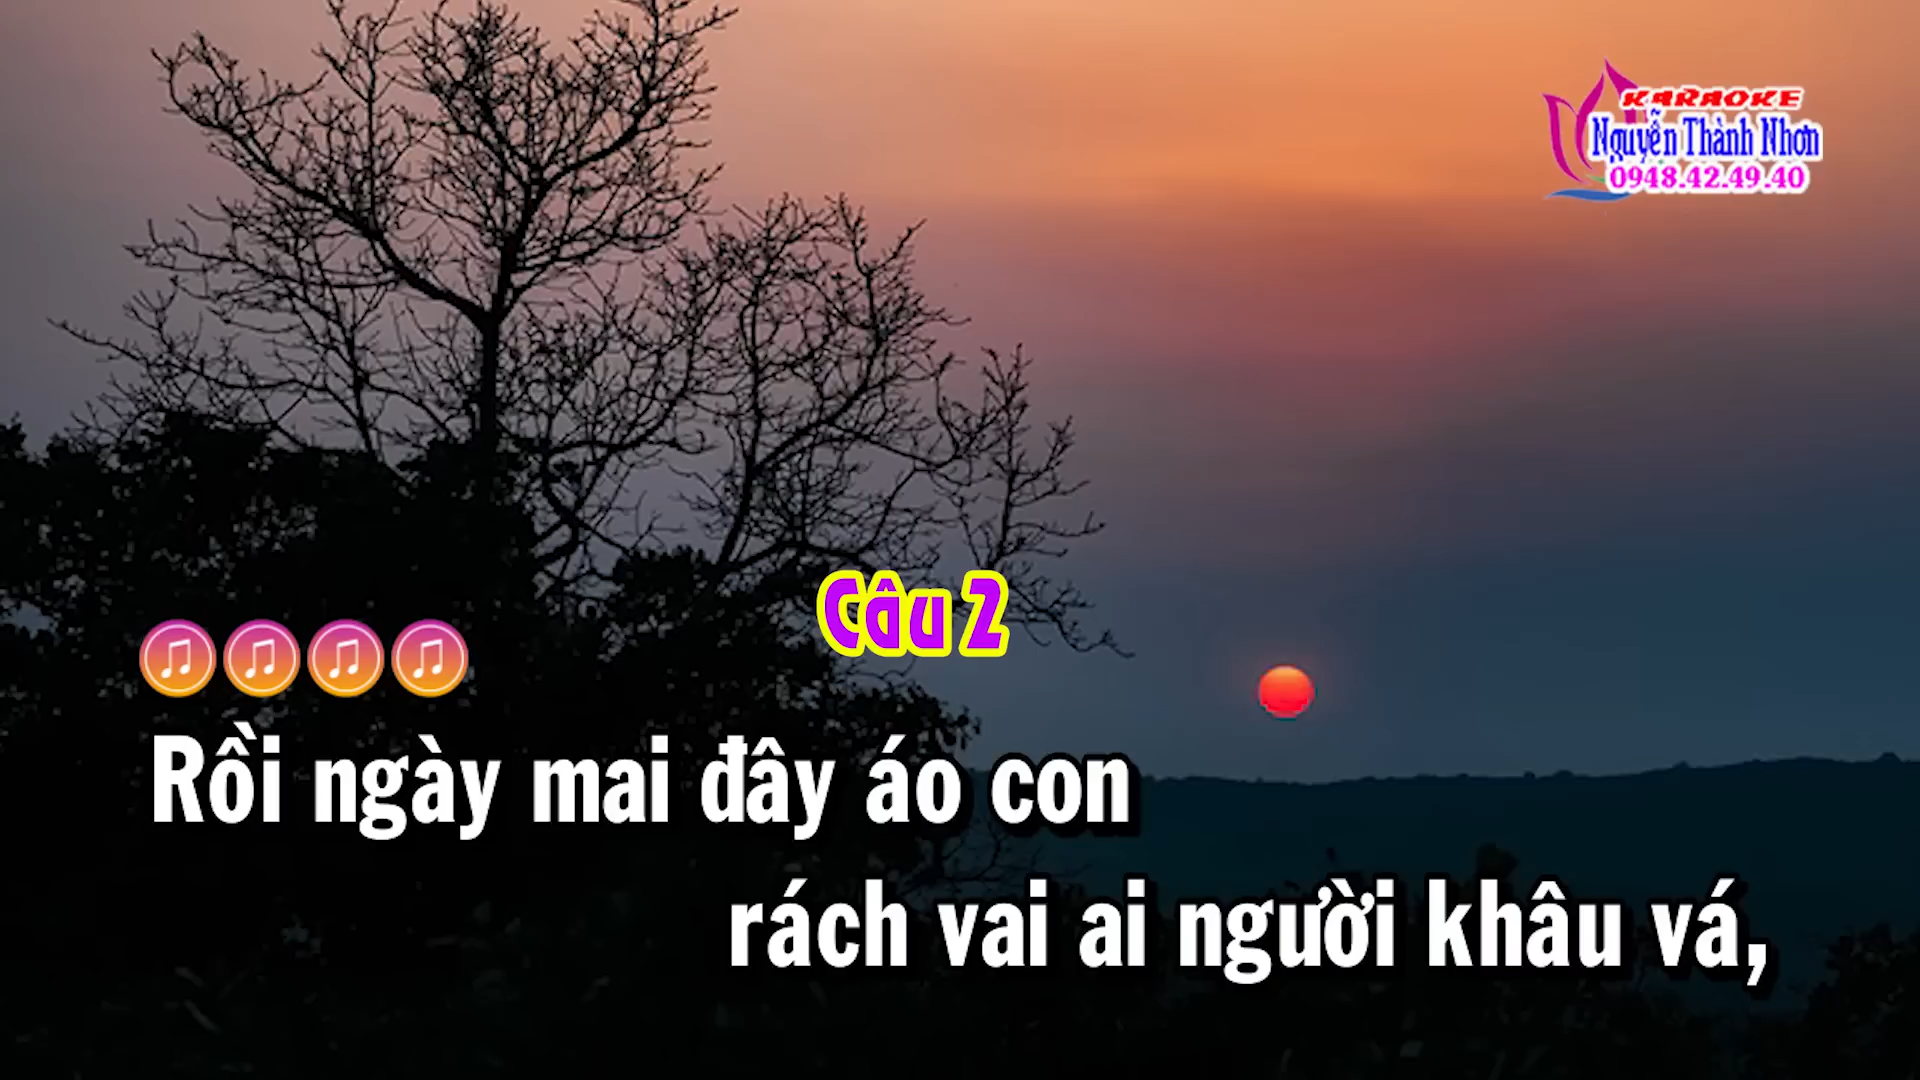 KARAOKE
Nguyễn Thành Nhơn
0948.42.49.40
Câu 2
Rồi ngày mai đây áo con
rách vai ai người khâu vá,